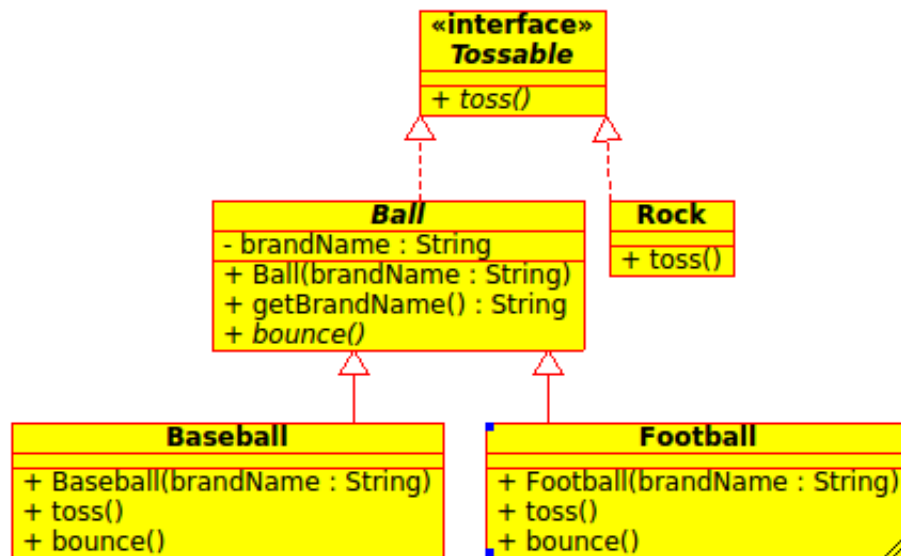 «interface»
Tossable
+ toss()
Ball
- brandName : String
+ Ball(brandName : String)
+ getBrandName() : String
+ bounce()
Rock
+ toss()
Baseball
+ Baseball(brandName : String)
+ toss()
+ bounce()
Football
+ Football(brandName : String)
+ toss()
+ bounce()